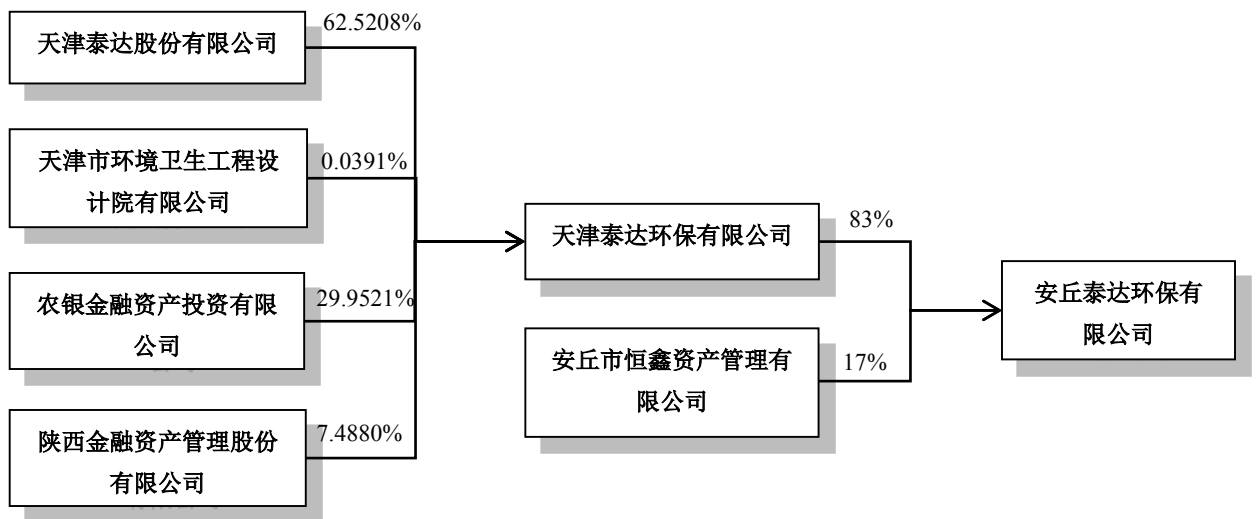 天津泰达股份有限公司
62.5208%
天津市环境卫生工程设
计院有限公司
0.0391%
农银金融资产投资有限
公司
29.9521%
陕西金融资产管理股份
有限公司
7.4880%
天津泰达环保有限公司
83%
安丘市恒鑫资产管理有
限公司
17%
安丘泰达环保有
限公司